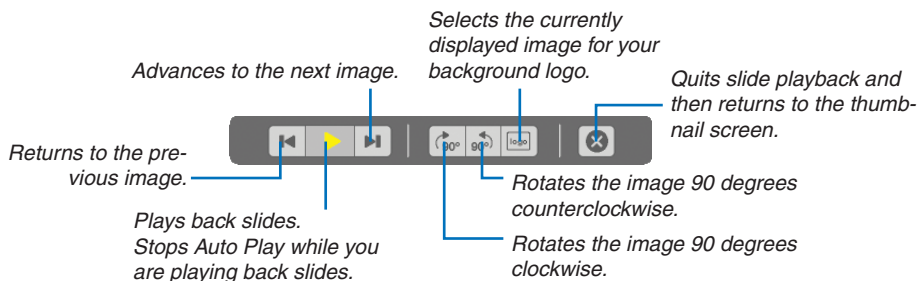 Selects the currently
displayed image for your
background logo.
Advances to the next image.
Quits slide playback and
then returns to the thumb-
nail screen.
90°
90°
logo
Returns to the pre-
vious image.
Plays back slides.
Stops Auto Play while you
are playing back slides.
Rotates the image 90 degrees
counterclockwise.
Rotates the image 90 degrees
clockwise.